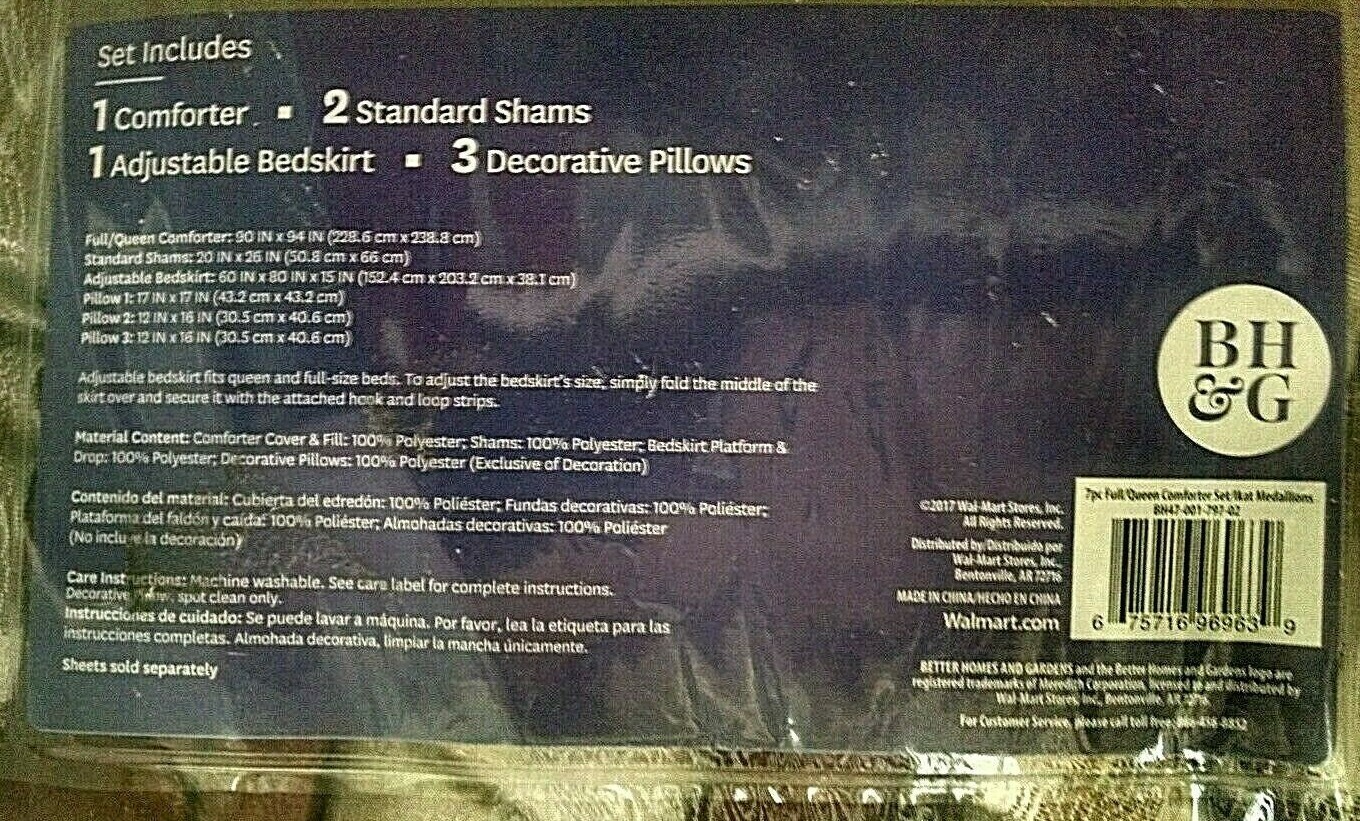 Set Includes
1 Comforter ▪ 2 Standard Shams
1 Adjustable Bedskirt ▪ 3 Decorative Pillows
Full/Queen Comforter: 90 IN x 94 IN (228.6 cm x 238.8 cm)
Standard Shams: 20 IN x 26 IN (50.8 cm x 66 cm)
Adjustable Bedskirt: 60 IN x 80 IN x 15 IN (152.4 cm x 203.2 cm x 38.1 cm)
Pillow 1: 17 IN x 17 IN (43.2 cm x 43.2 cm)
Pillow 2: 12 IN x 16 IN (30.5 cm x 40.6 cm)
Pillow 3: 12 IN x 16 IN (30.5 cm x 40.6 cm)
Adjustable bedskirt fits queen and full-size beds. To adjust the bedskirt's size, simply fold the middle of the
skirt over and secure it with the attached hook and loop strips.
Material Content: Comforter Cover & Fill: 100% Polyester; Shams: 100% Polyester; Bedskirt Platform &
Drop: 100% Polyester; Decorative Pillows: 100% Polyester (Exclusive of Decoration)
Contenido del material: Cubierta del edredón: 100% Poliéster; Fundas decorativas: 100% Poliéster;
Plataforma del faldón y caída: 100% Poliéster; Almohadas decorativas: 100% Poliéster
(No incluye la decoración)
Care Instructions: Machine washable. See care label for complete instructions.
Decorative spot clean only.
Instrucciones de cuidado: Se puede lavar a máquina. Por favor, lea la etiqueta para las
instrucciones completas. Almohada decorativa, limpiar la mancha únicamente.
Sheets sold separately
BH
&G
7pc Full/Queen Comforter Set/Ikat Medallions
BH47-001-797-02
6 75716 96963 9
©2017 Wal-Mart Stores, Inc.
All Rights Reserved.
Distributed by/Distribuido por
Wal-Mart Stores, Inc.,
Bentonville, AR 72716
MADE IN CHINA/HECHO EN CHINA
Walmart.com
BETTER HOMES AND GARDENS and the Better Homes and Gardens logo are
registered trademarks of Meredith Corporation, licensed to and distributed by
Wal-Mart Stores, Inc., Bentonville, AR
For Customer Service, please call toll free: